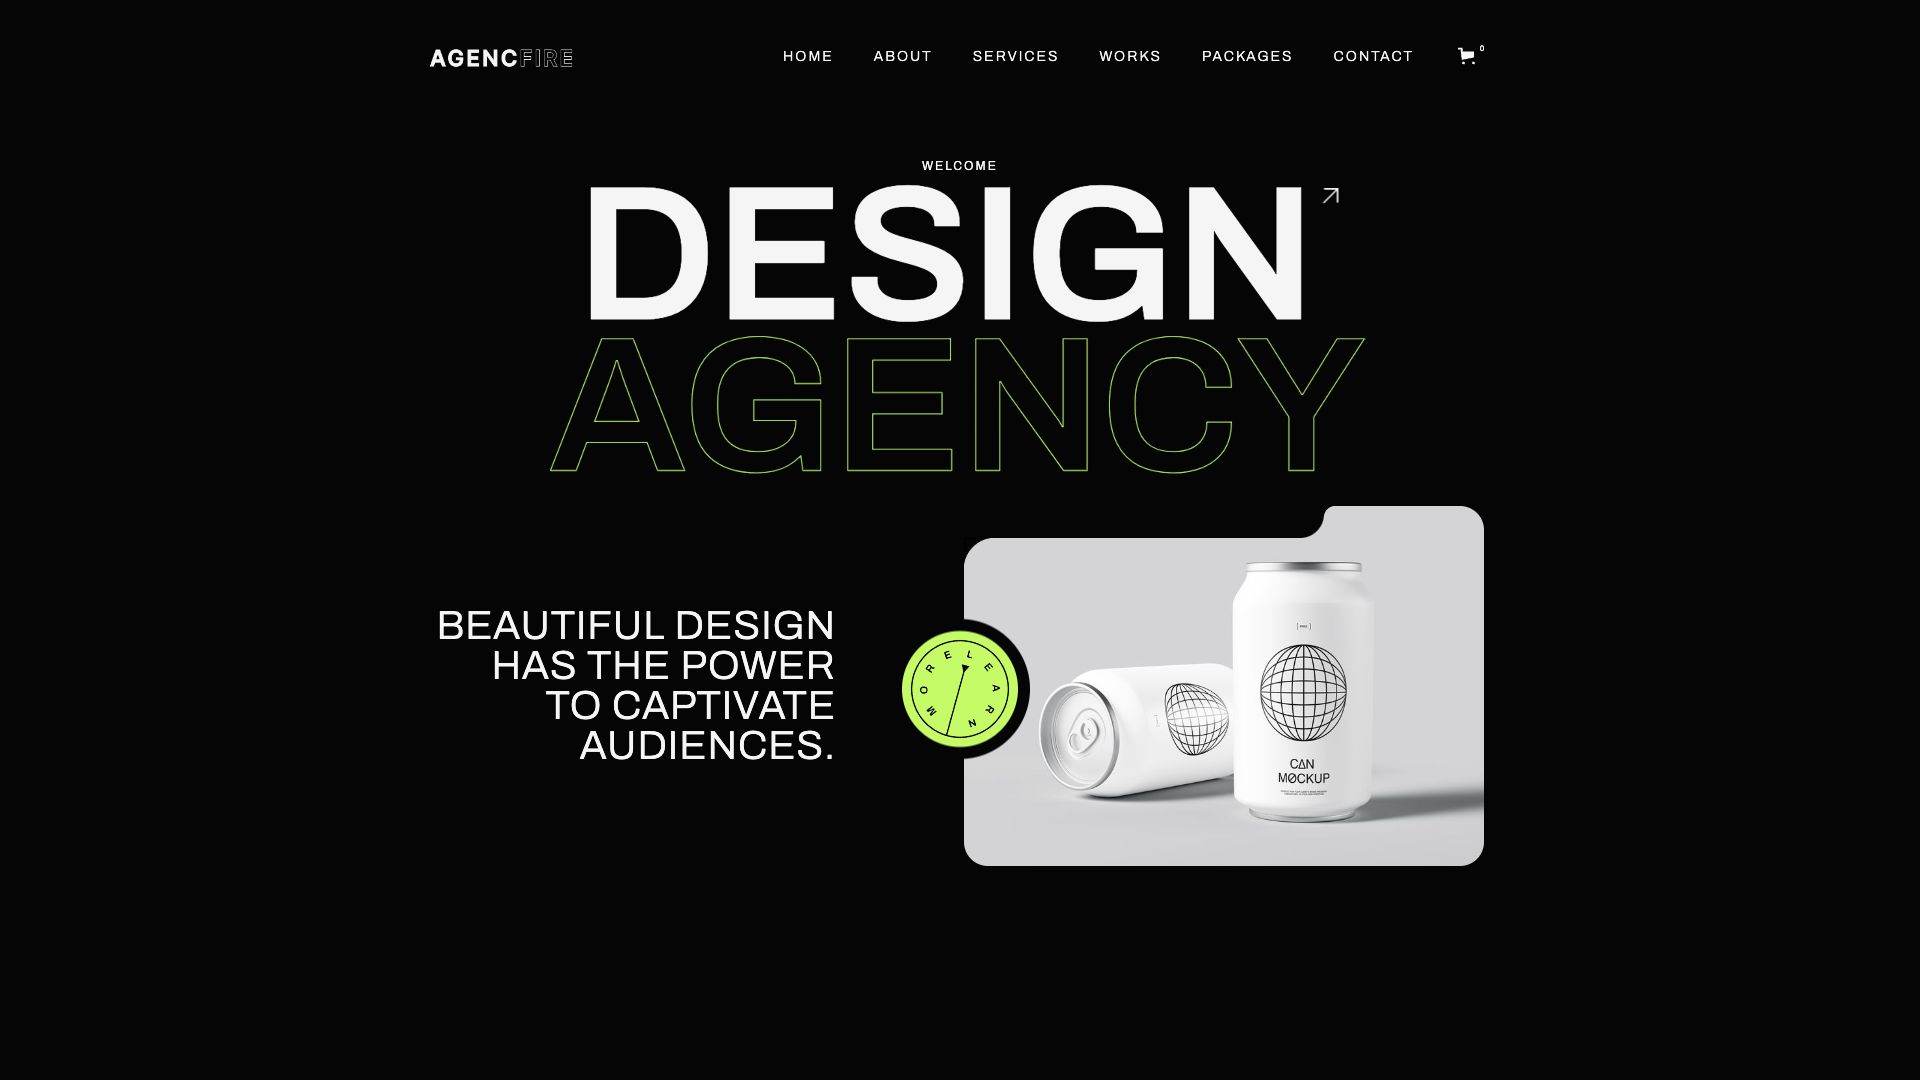 AGENCFIRE
HOME ABOUT SERVICES WORKS PACKAGES CONTACT 0
WELCOME
DESIGN
AGENCY
BEAUTIFUL DESIGN
HAS THE POWER
TO CAPTIVATE
AUDIENCES.
LEARN MORE
CΔN
MØCKUP